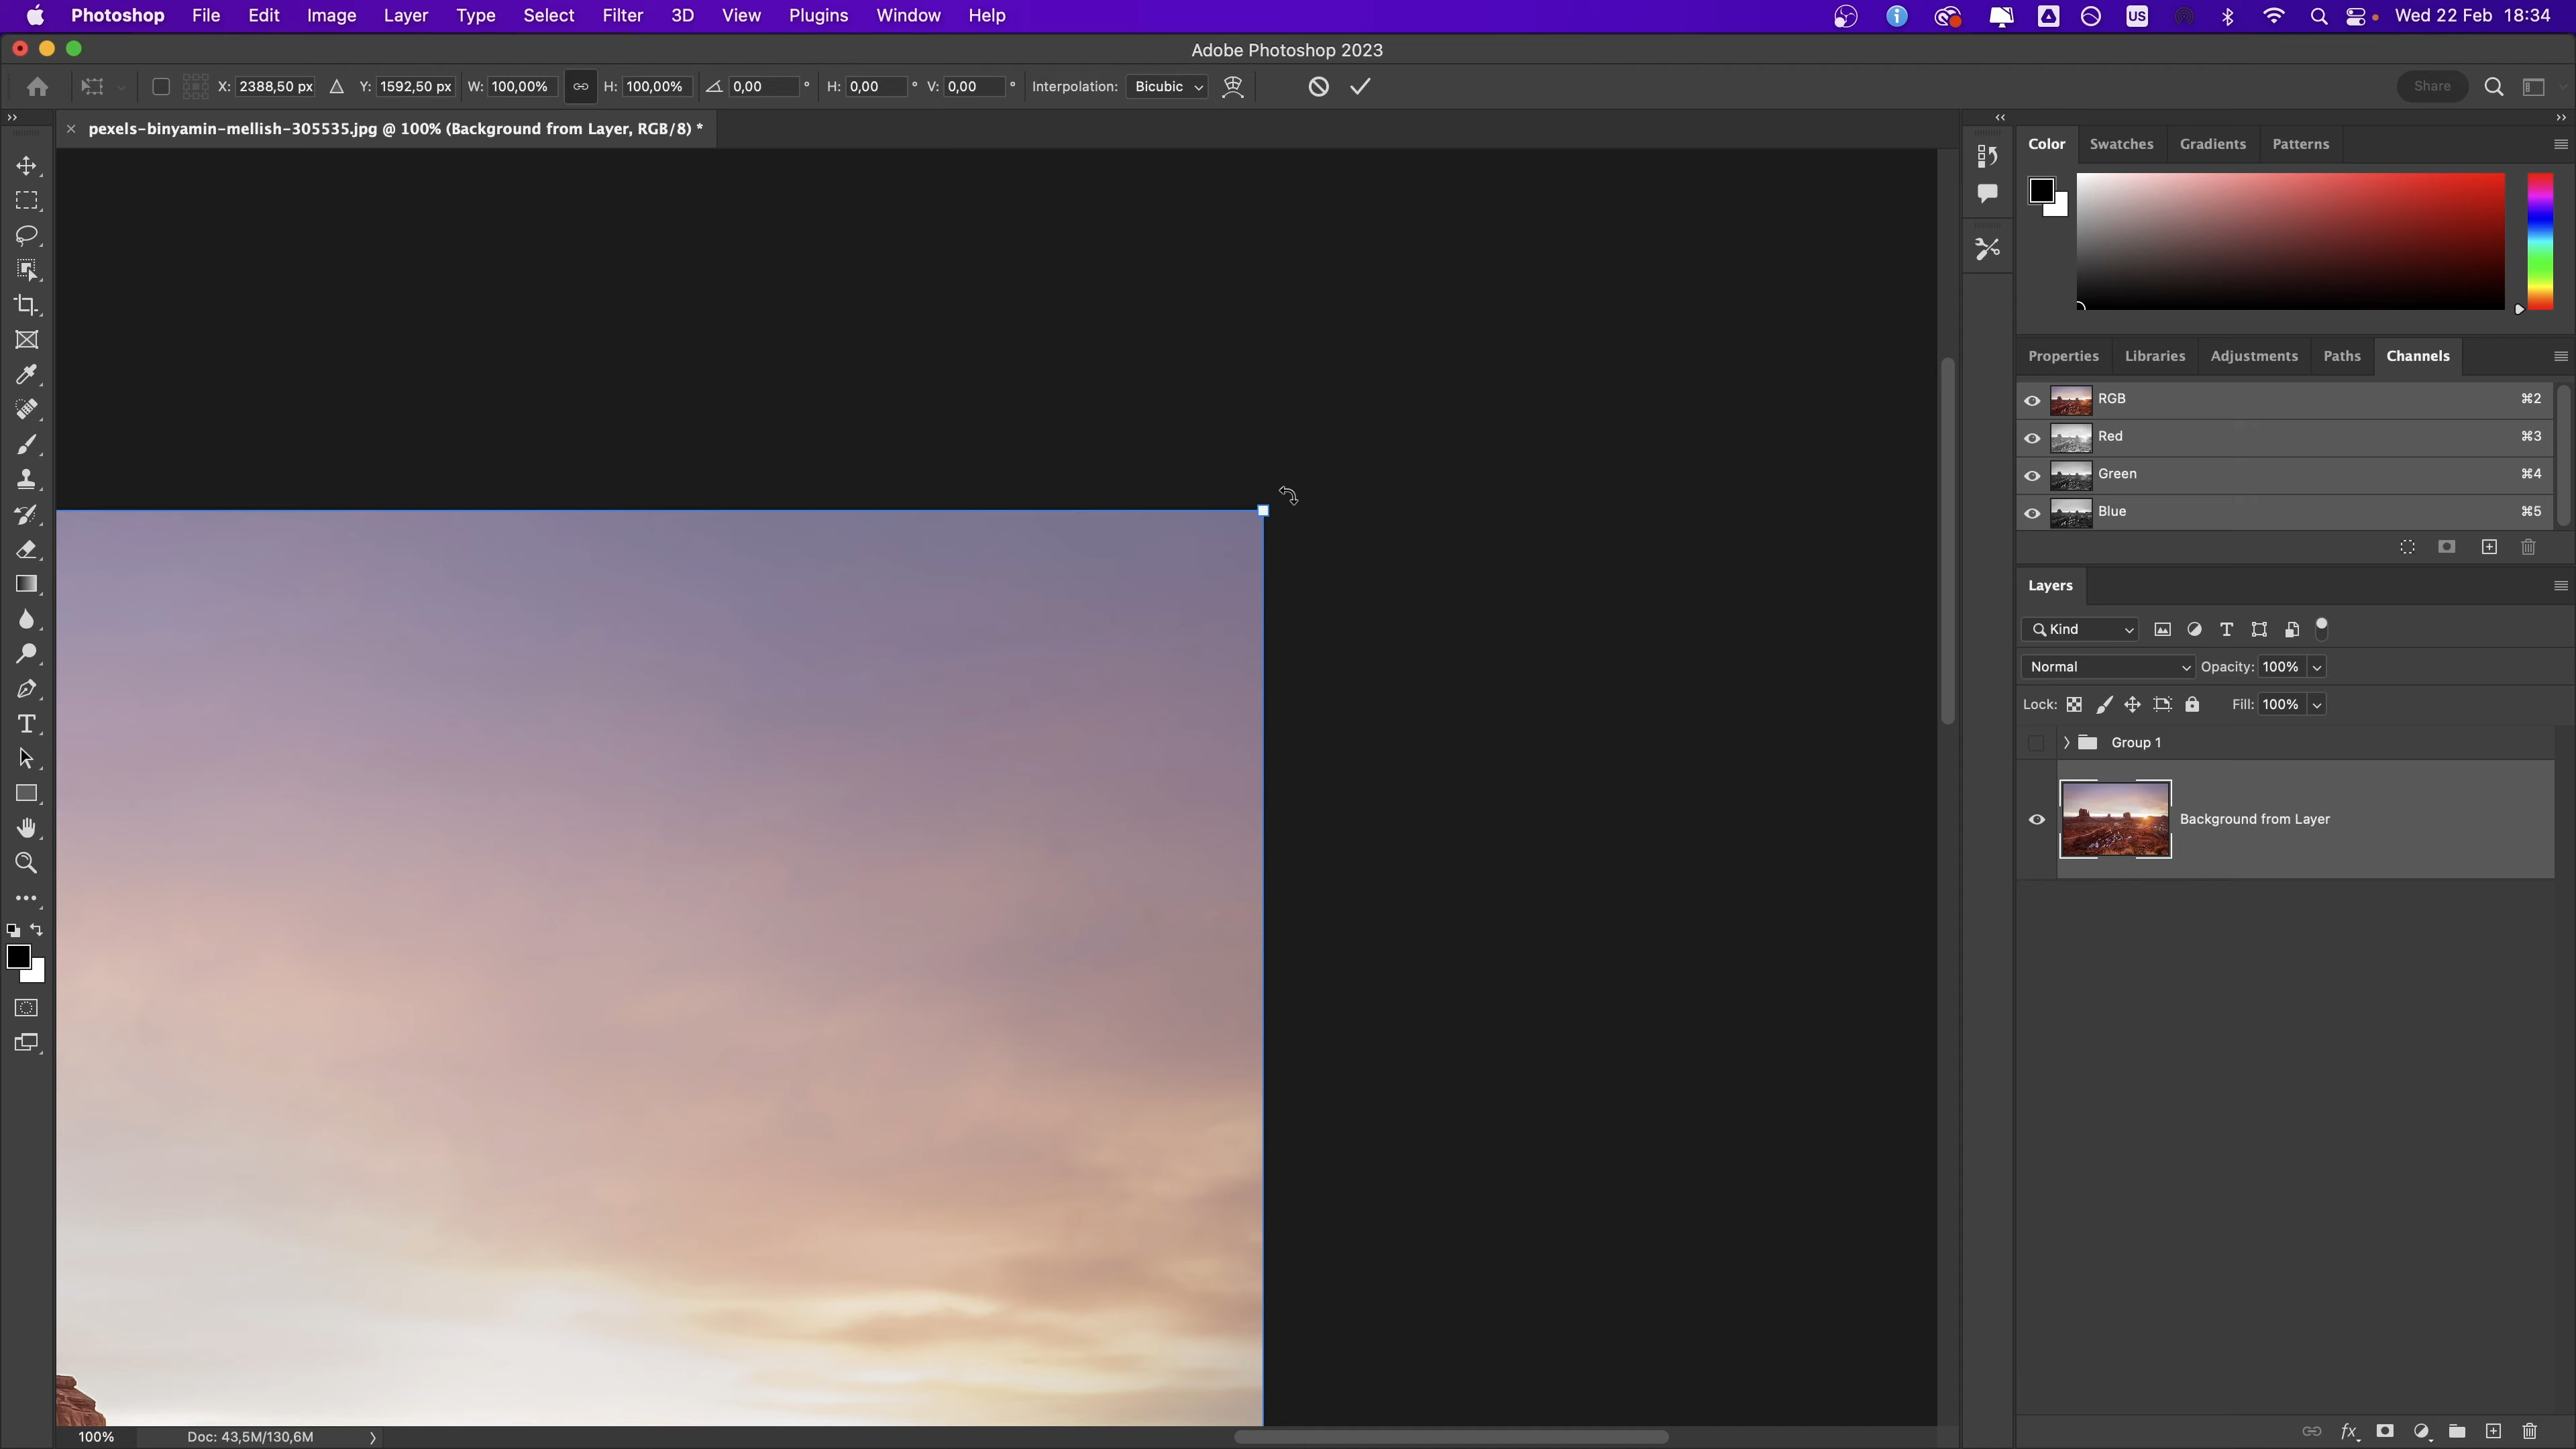 Photoshop File Edit Image Layer Type Select Filter 3D View Plugins Window Help US Wed 22 Feb 18:34
Adobe Photoshop 2023
X: 2388,50 px Y: 1592,50 px W: 100,00% H: 100,00% 0,00 ° H: 0,00 ° V: 0,00 ° Interpolation: Bicubic Share
pexels-binyamin-mellish-305535.jpg @ 100% (Background from Layer, RGB/8) *
Color Swatches Gradients Patterns
Properties Libraries Adjustments Paths Channels
RGB ⌘2
Red ⌘3
Green ⌘4
Blue ⌘5
Layers
Kind
Normal Opacity: 100%
Lock: Fill: 100%
Group 1
Background from Layer
100% Doc: 43,5M/130,6M
fx